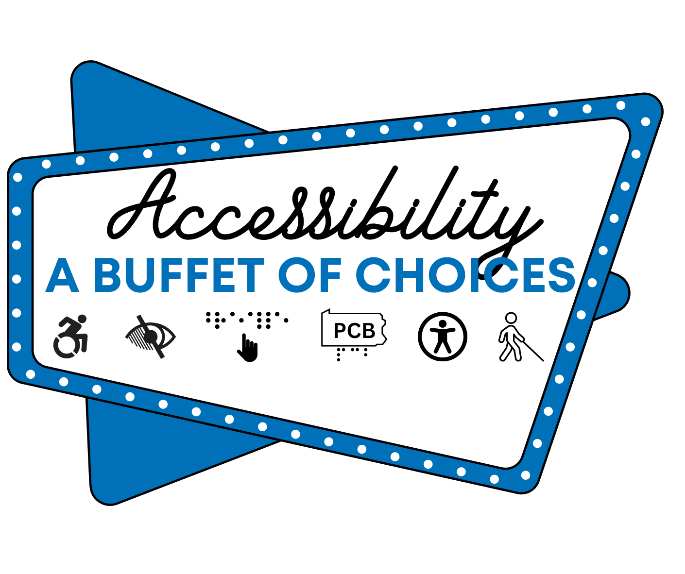 Accessibility
A BUFFET OF CHOICES
PCB